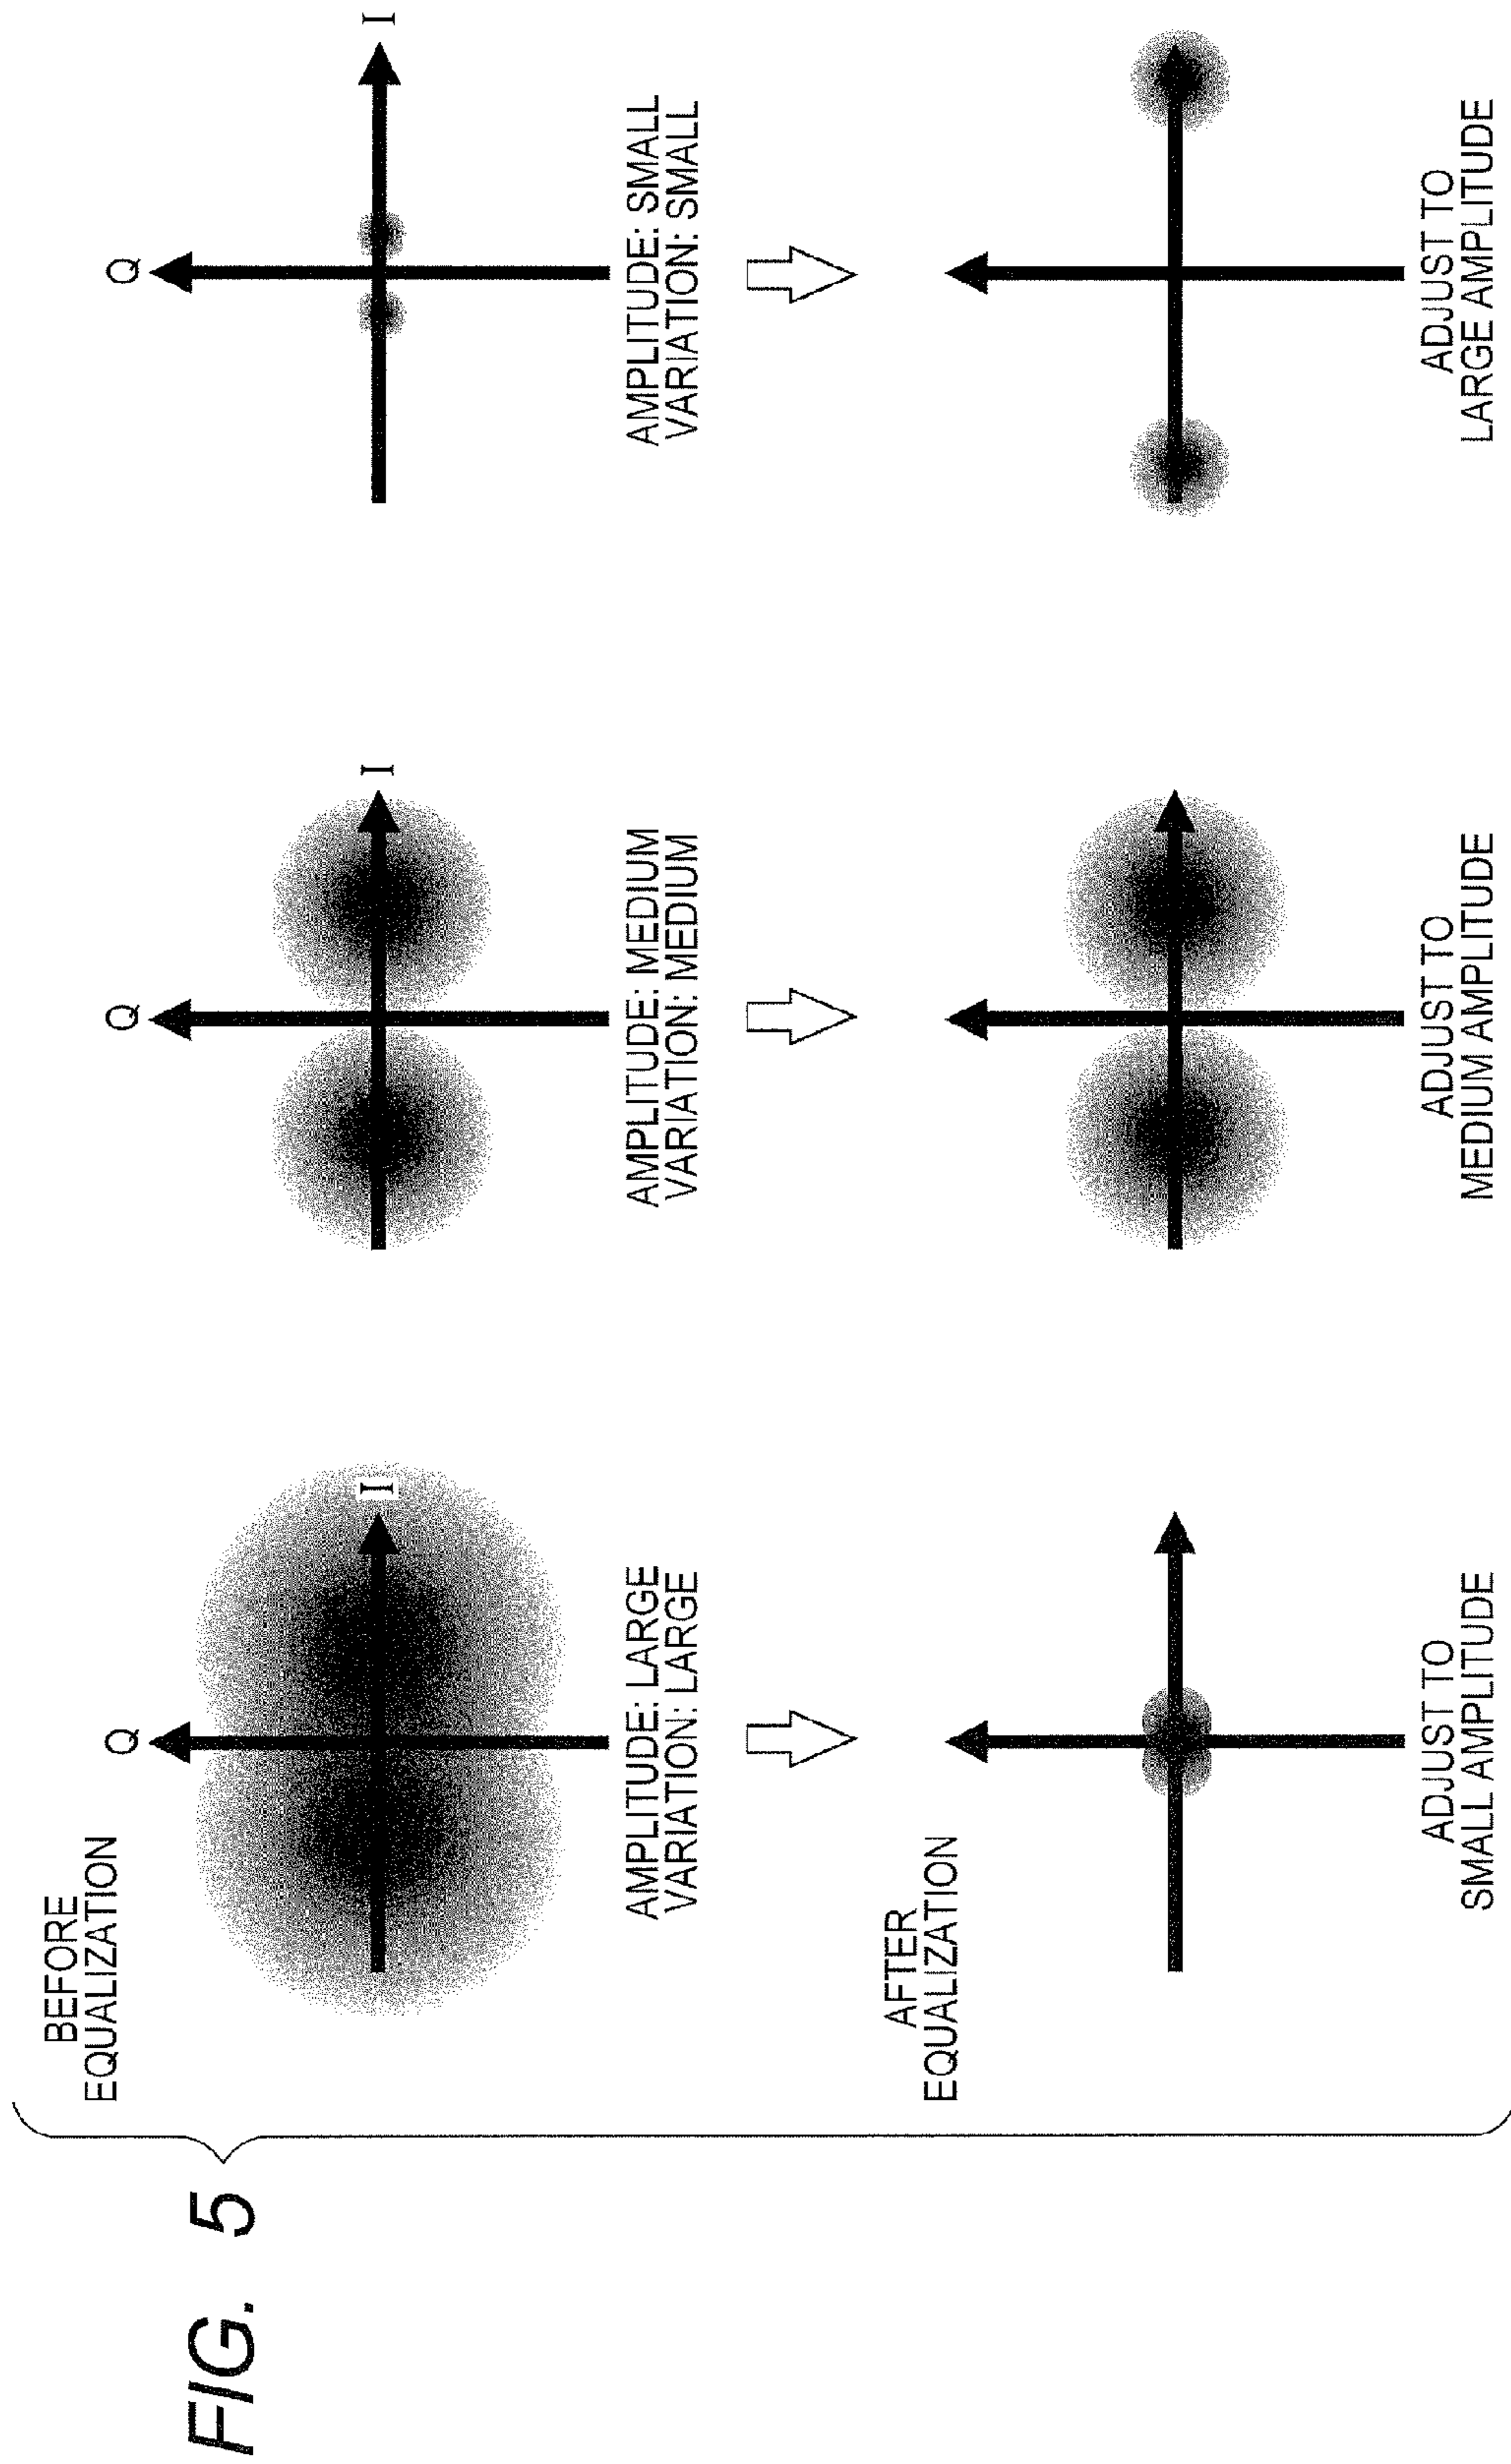 FIG. 5
BEFORE
EQUALIZATION
Q
I
AMPLITUDE: LARGE
VARIATION: LARGE
Q
I
AMPLITUDE: MEDIUM
VARIATION: MEDIUM
Q
I
AMPLITUDE: SMALL
VARIATION: SMALL
AFTER
EQUALIZATION
ADJUST TO
SMALL AMPLITUDE
ADJUST TO
MEDIUM AMPLITUDE
ADJUST TO
LARGE AMPLITUDE